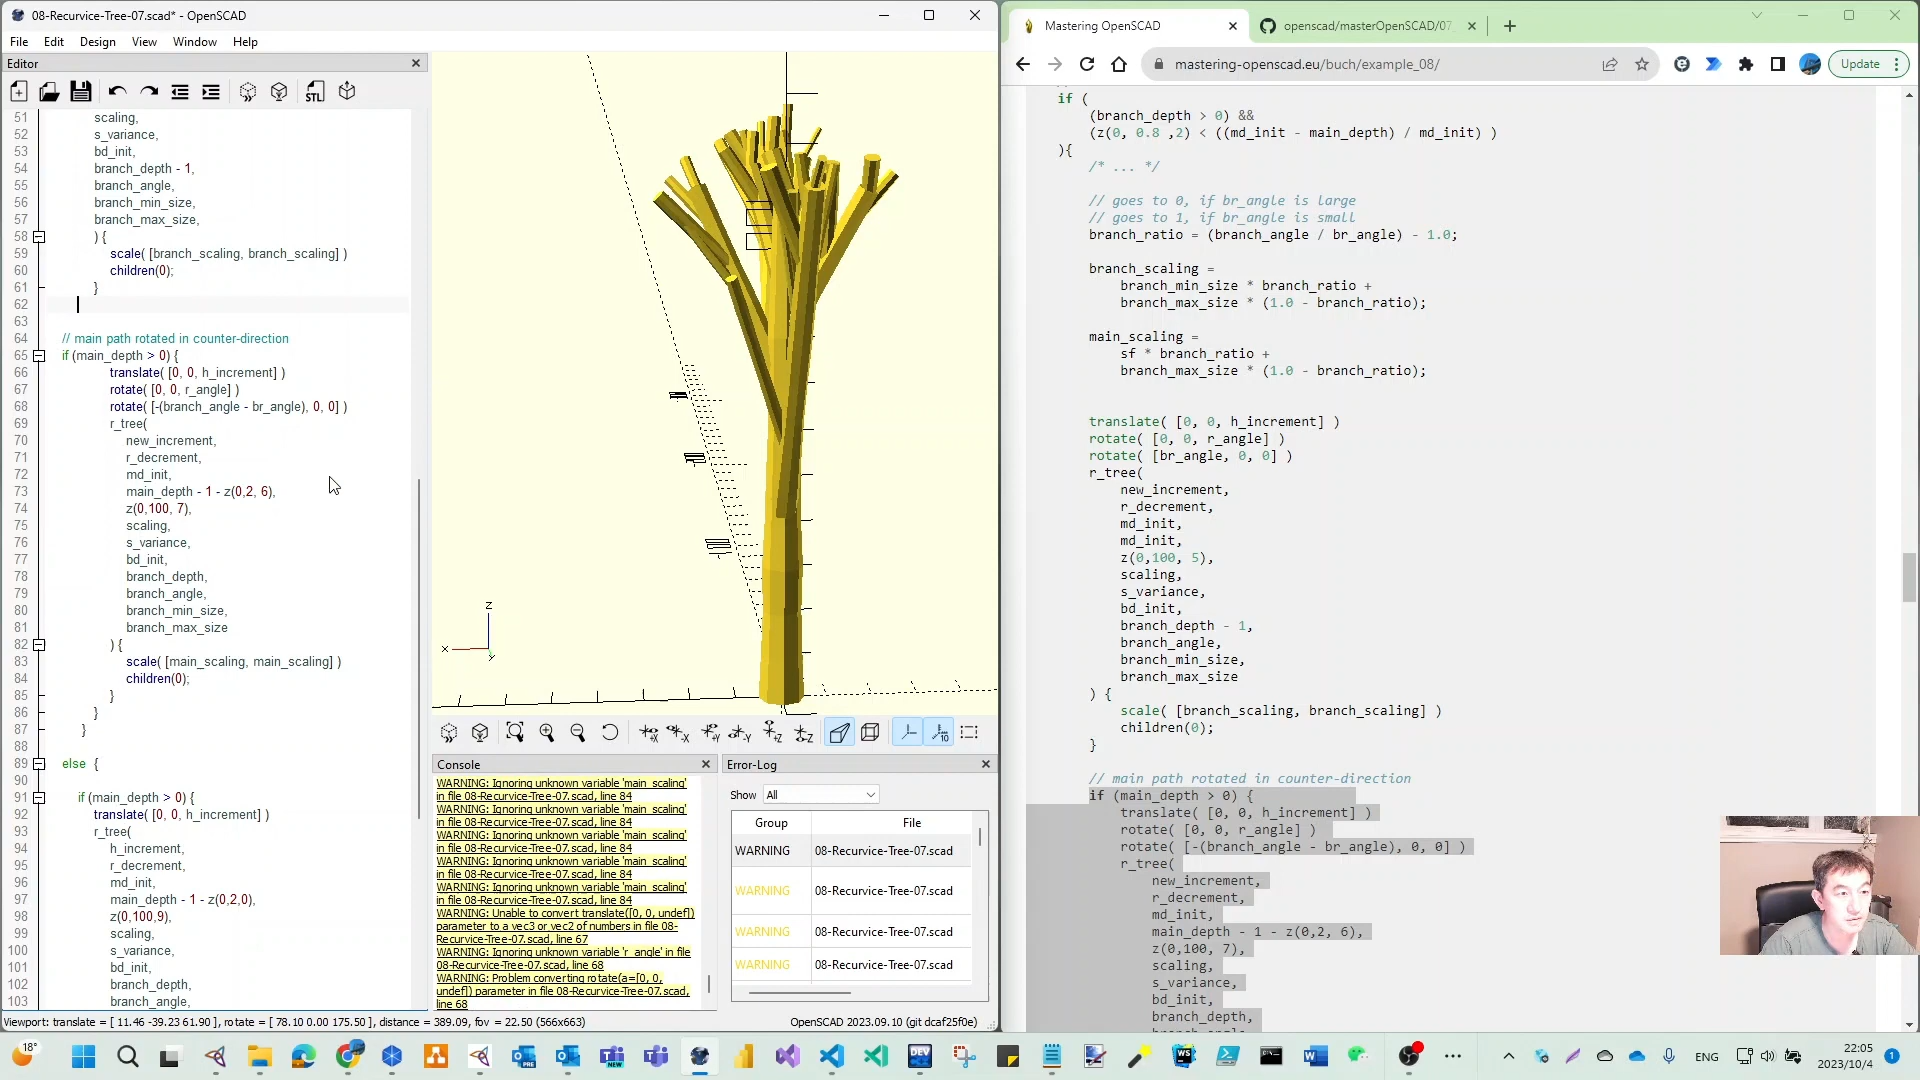 08-Recurvice-Tree-07.scad* - OpenSCAD
File Edit Design View Window Help
Editor
STL
51 scaling,
52 s_variance,
53 bd_init,
54 branch_depth - 1,
55 branch_angle,
56 branch_min_size,
57 branch_max_size,
58 ) {
59 scale( [branch_scaling, branch_scaling] )
60 children(0);
61 }
62
63
64 // main path rotated in counter-direction
65 if (main_depth > 0) {
66 translate( [0, 0, h_increment] )
67 rotate( [0, 0, r_angle] )
68 rotate( [-(branch_angle - br_angle), 0, 0] )
69 r_tree(
70 new_increment,
71 r_decrement,
72 md_init,
73 main_depth - 1 - z(0,2, 6),
74 z(0,100, 7),
75 scaling,
76 s_variance,
77 bd_init,
78 branch_depth,
79 branch_angle,
80 branch_min_size,
81 branch_max_size
82 ) {
83 scale( [main_scaling, main_scaling] )
84 children(0);
85 }
86 }
87 }
88
89 else {
90
91 if (main_depth > 0) {
92 translate( [0, 0, h_increment] )
93 r_tree(
94 h_increment,
95 r_decrement,
96 md_init,
97 main_depth - 1 - z(0,2,0),
98 z(0,100,9),
99 scaling,
100 s_variance,
101 bd_init,
102 branch_depth,
103 branch_angle,
z
x
y
Console
WARNING: Ignoring unknown variable 'main_scaling'
in file 08-Recurvice-Tree-07.scad, line 84
WARNING: Ignoring unknown variable 'main_scaling'
in file 08-Recurvice-Tree-07.scad, line 84
WARNING: Ignoring unknown variable 'main_scaling'
in file 08-Recurvice-Tree-07.scad, line 84
WARNING: Ignoring unknown variable 'main_scaling'
in file 08-Recurvice-Tree-07.scad, line 84
WARNING: Ignoring unknown variable 'main_scaling'
in file 08-Recurvice-Tree-07.scad, line 84
WARNING: Unable to convert translate([0, 0, undef])
parameter to a vec3 or vec2 of numbers in file 08-
Recurvice-Tree-07.scad, line 67
WARNING: Ignoring unknown variable 'r_angle' in file
08-Recurvice-Tree-07.scad, line 68
WARNING: Problem converting rotate(a=[0, 0,
undef]) parameter in file 08-Recurvice-Tree-07.scad,
line 68
Error-Log
Show All
Group File
WARNING 08-Recurvice-Tree-07.scad
WARNING 08-Recurvice-Tree-07.scad
WARNING 08-Recurvice-Tree-07.scad
WARNING 08-Recurvice-Tree-07.scad
Viewport: translate = [ 11.46 -39.23 61.90 ], rotate = [ 78.10 0.00 175.50 ], distance = 389.09, fov = 22.50 (566x663)
OpenSCAD 2023.09.10 (git dcaf25f0e)
Mastering OpenSCAD
openscad/masterOpenSCAD/07
mastering-openscad.eu/buch/example_08/
Update
if (
(branch_depth > 0) &&
(z(0, 0.8 ,2) < ((md_init - main_depth) / md_init) )
){
/* ... */
// goes to 0, if br_angle is large
// goes to 1, if br_angle is small
branch_ratio = (branch_angle / br_angle) - 1.0;
branch_scaling =
branch_min_size * branch_ratio +
branch_max_size * (1.0 - branch_ratio);
main_scaling =
sf * branch_ratio +
branch_max_size * (1.0 - branch_ratio);
translate( [0, 0, h_increment] )
rotate( [0, 0, r_angle] )
rotate( [br_angle, 0, 0] )
r_tree(
new_increment,
r_decrement,
md_init,
md_init,
z(0,100, 5),
scaling,
s_variance,
bd_init,
branch_depth - 1,
branch_angle,
branch_min_size,
branch_max_size
) {
scale( [branch_scaling, branch_scaling] )
children(0);
}
// main path rotated in counter-direction
if (main_depth > 0) {
translate( [0, 0, h_increment] )
rotate( [0, 0, r_angle] )
rotate( [-(branch_angle - br_angle), 0, 0] )
r_tree(
new_increment,
r_decrement,
md_init,
main_depth - 1 - z(0,2, 6),
z(0,100, 7),
scaling,
s_variance,
bd_init,
branch_depth,
18°
ENG
22:05
2023/10/4